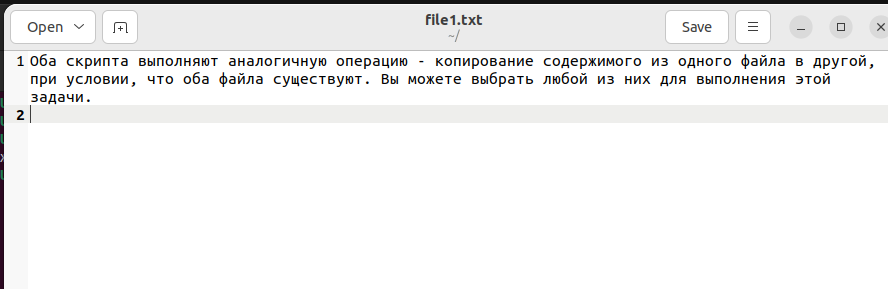 Open
file1.txt
~/
Save
1 Оба скрипта выполняют аналогичную операцию - копирование содержимого из одного файла в другой,
при условии, что оба файла существуют. Вы можете выбрать любой из них для выполнения этой
задачи.
2